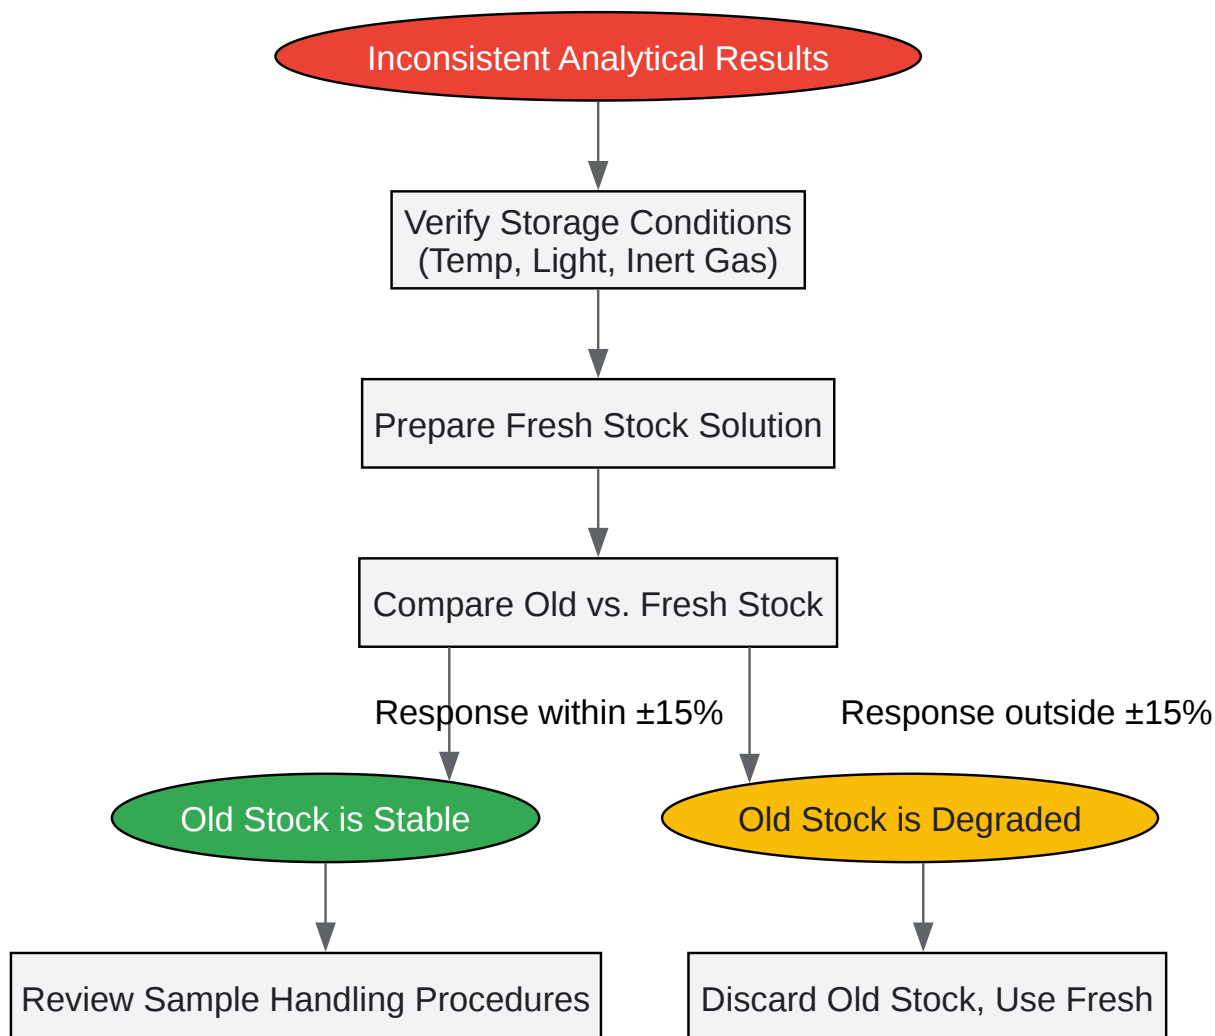 Inconsistent Analytical Results
Verify Storage Conditions
(Temp, Light, Inert Gas)
Prepare Fresh Stock Solution
Compare Old vs. Fresh Stock
Response within ±15%
Response outside ±15%
Old Stock is Stable
Old Stock is Degraded
Review Sample Handling Procedures
Discard Old Stock, Use Fresh